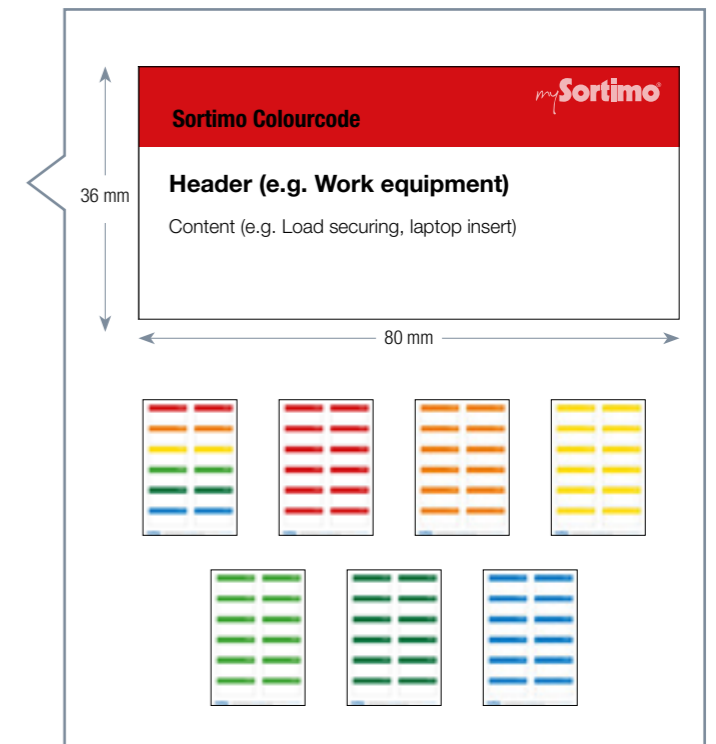 mySortimo®
Sortimo Colourcode
Header (e.g. Work equipment)
Content (e.g. Load securing, laptop insert)
36 mm
80 mm